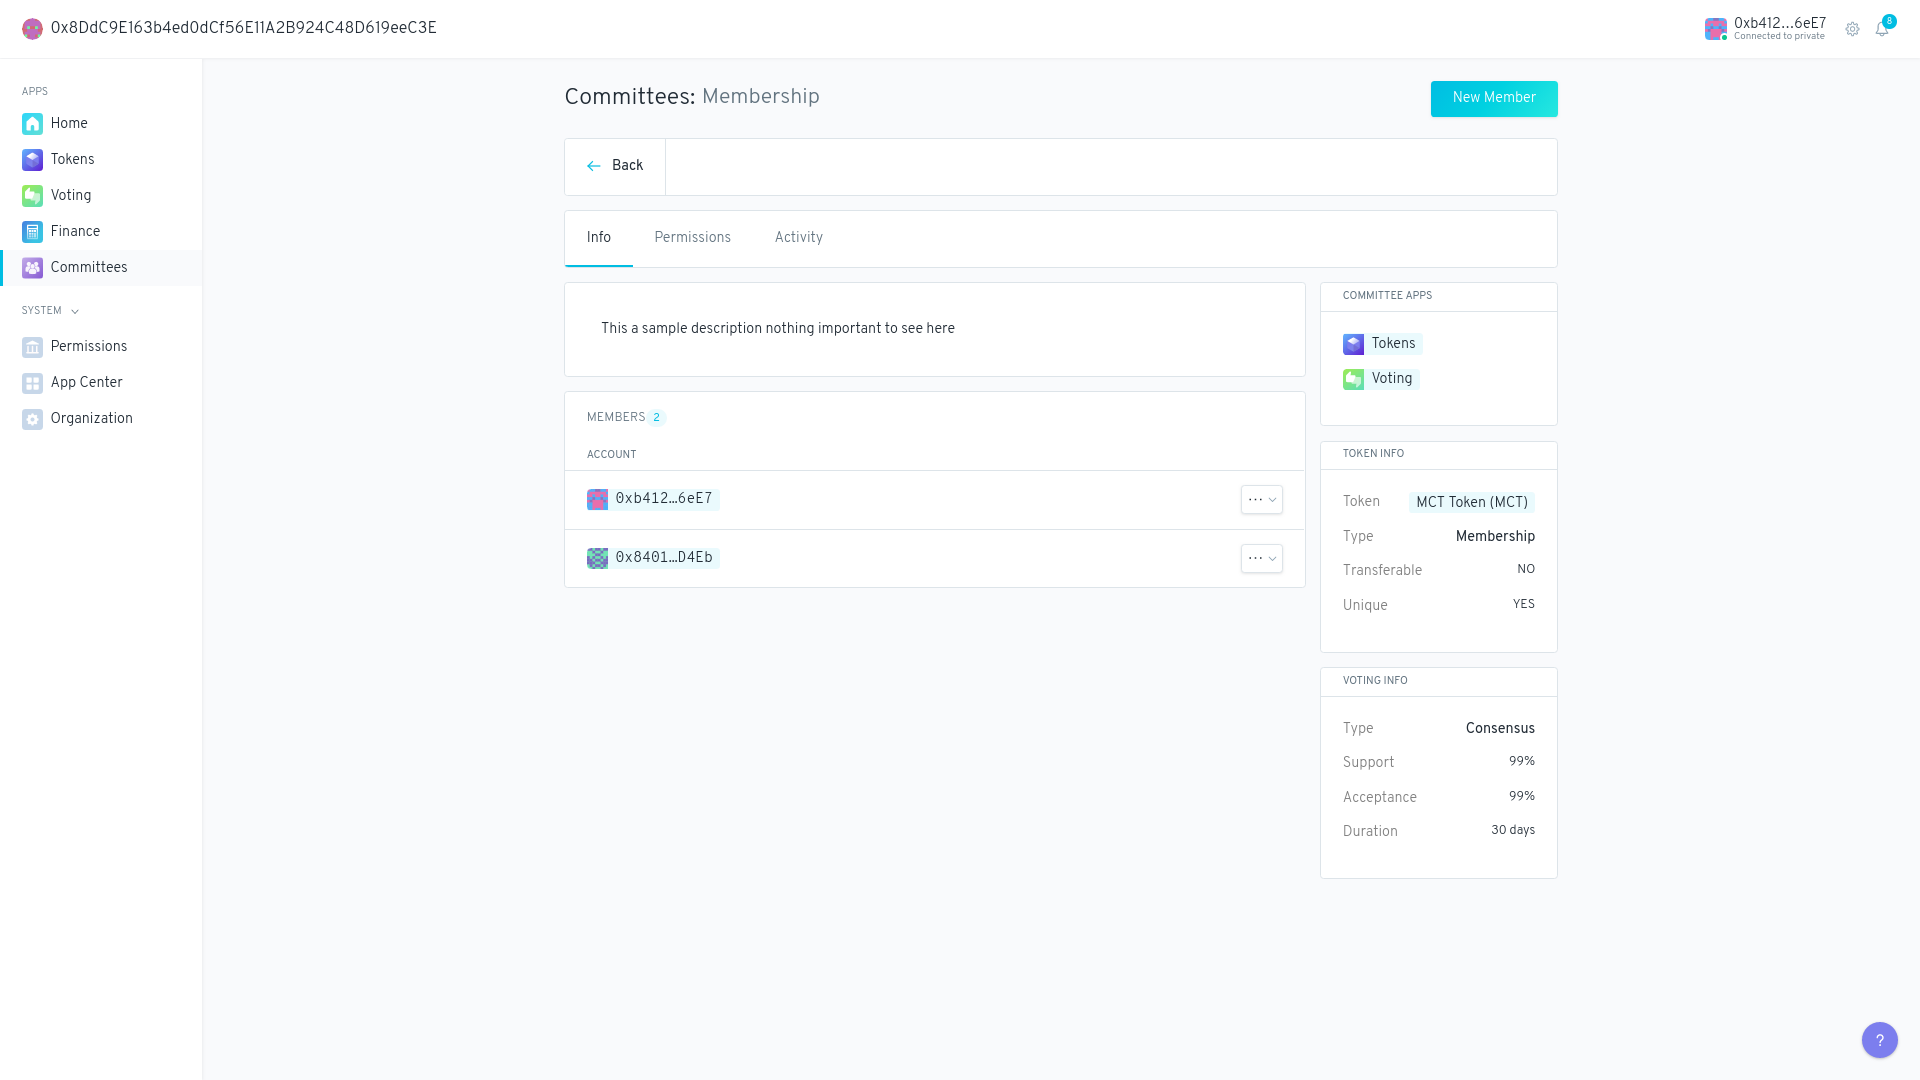 0x8DdC9E163b4ed0dCf56E11A2B924C48D619eeC3E
0xb412...6eE7
Connected to private
8
APPS
Home
Tokens
Voting
Finance
Committees
SYSTEM
Permissions
App Center
Organization
Committees: Membership
New Member
Back
Info Permissions Activity
This a sample description nothing important to see here
MEMBERS 2
ACCOUNT
0xb412…6eE7
0x8401…D4Eb
COMMITTEE APPS
Tokens
Voting
TOKEN INFO
Token MCT Token (MCT)
Type Membership
Transferable NO
Unique YES
VOTING INFO
Type Consensus
Support 99%
Acceptance 99%
Duration 30 days
?